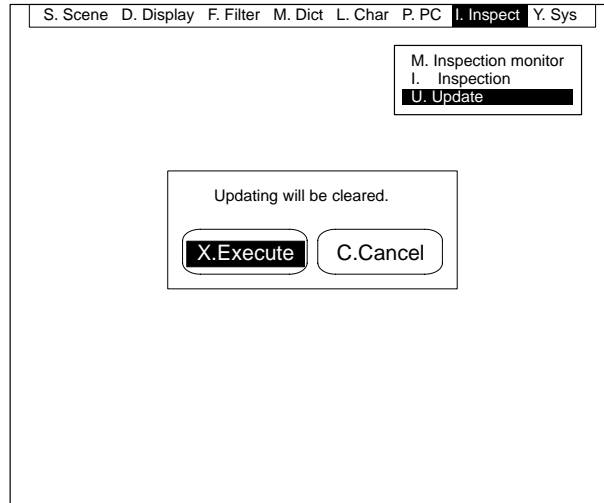 S. Scene D. Display F. Filter M. Dict L. Char P. PC I. Inspect Y. Sys
M. Inspection monitor
I. Inspection
U. Update
Updating will be cleared.
X.Execute C.Cancel